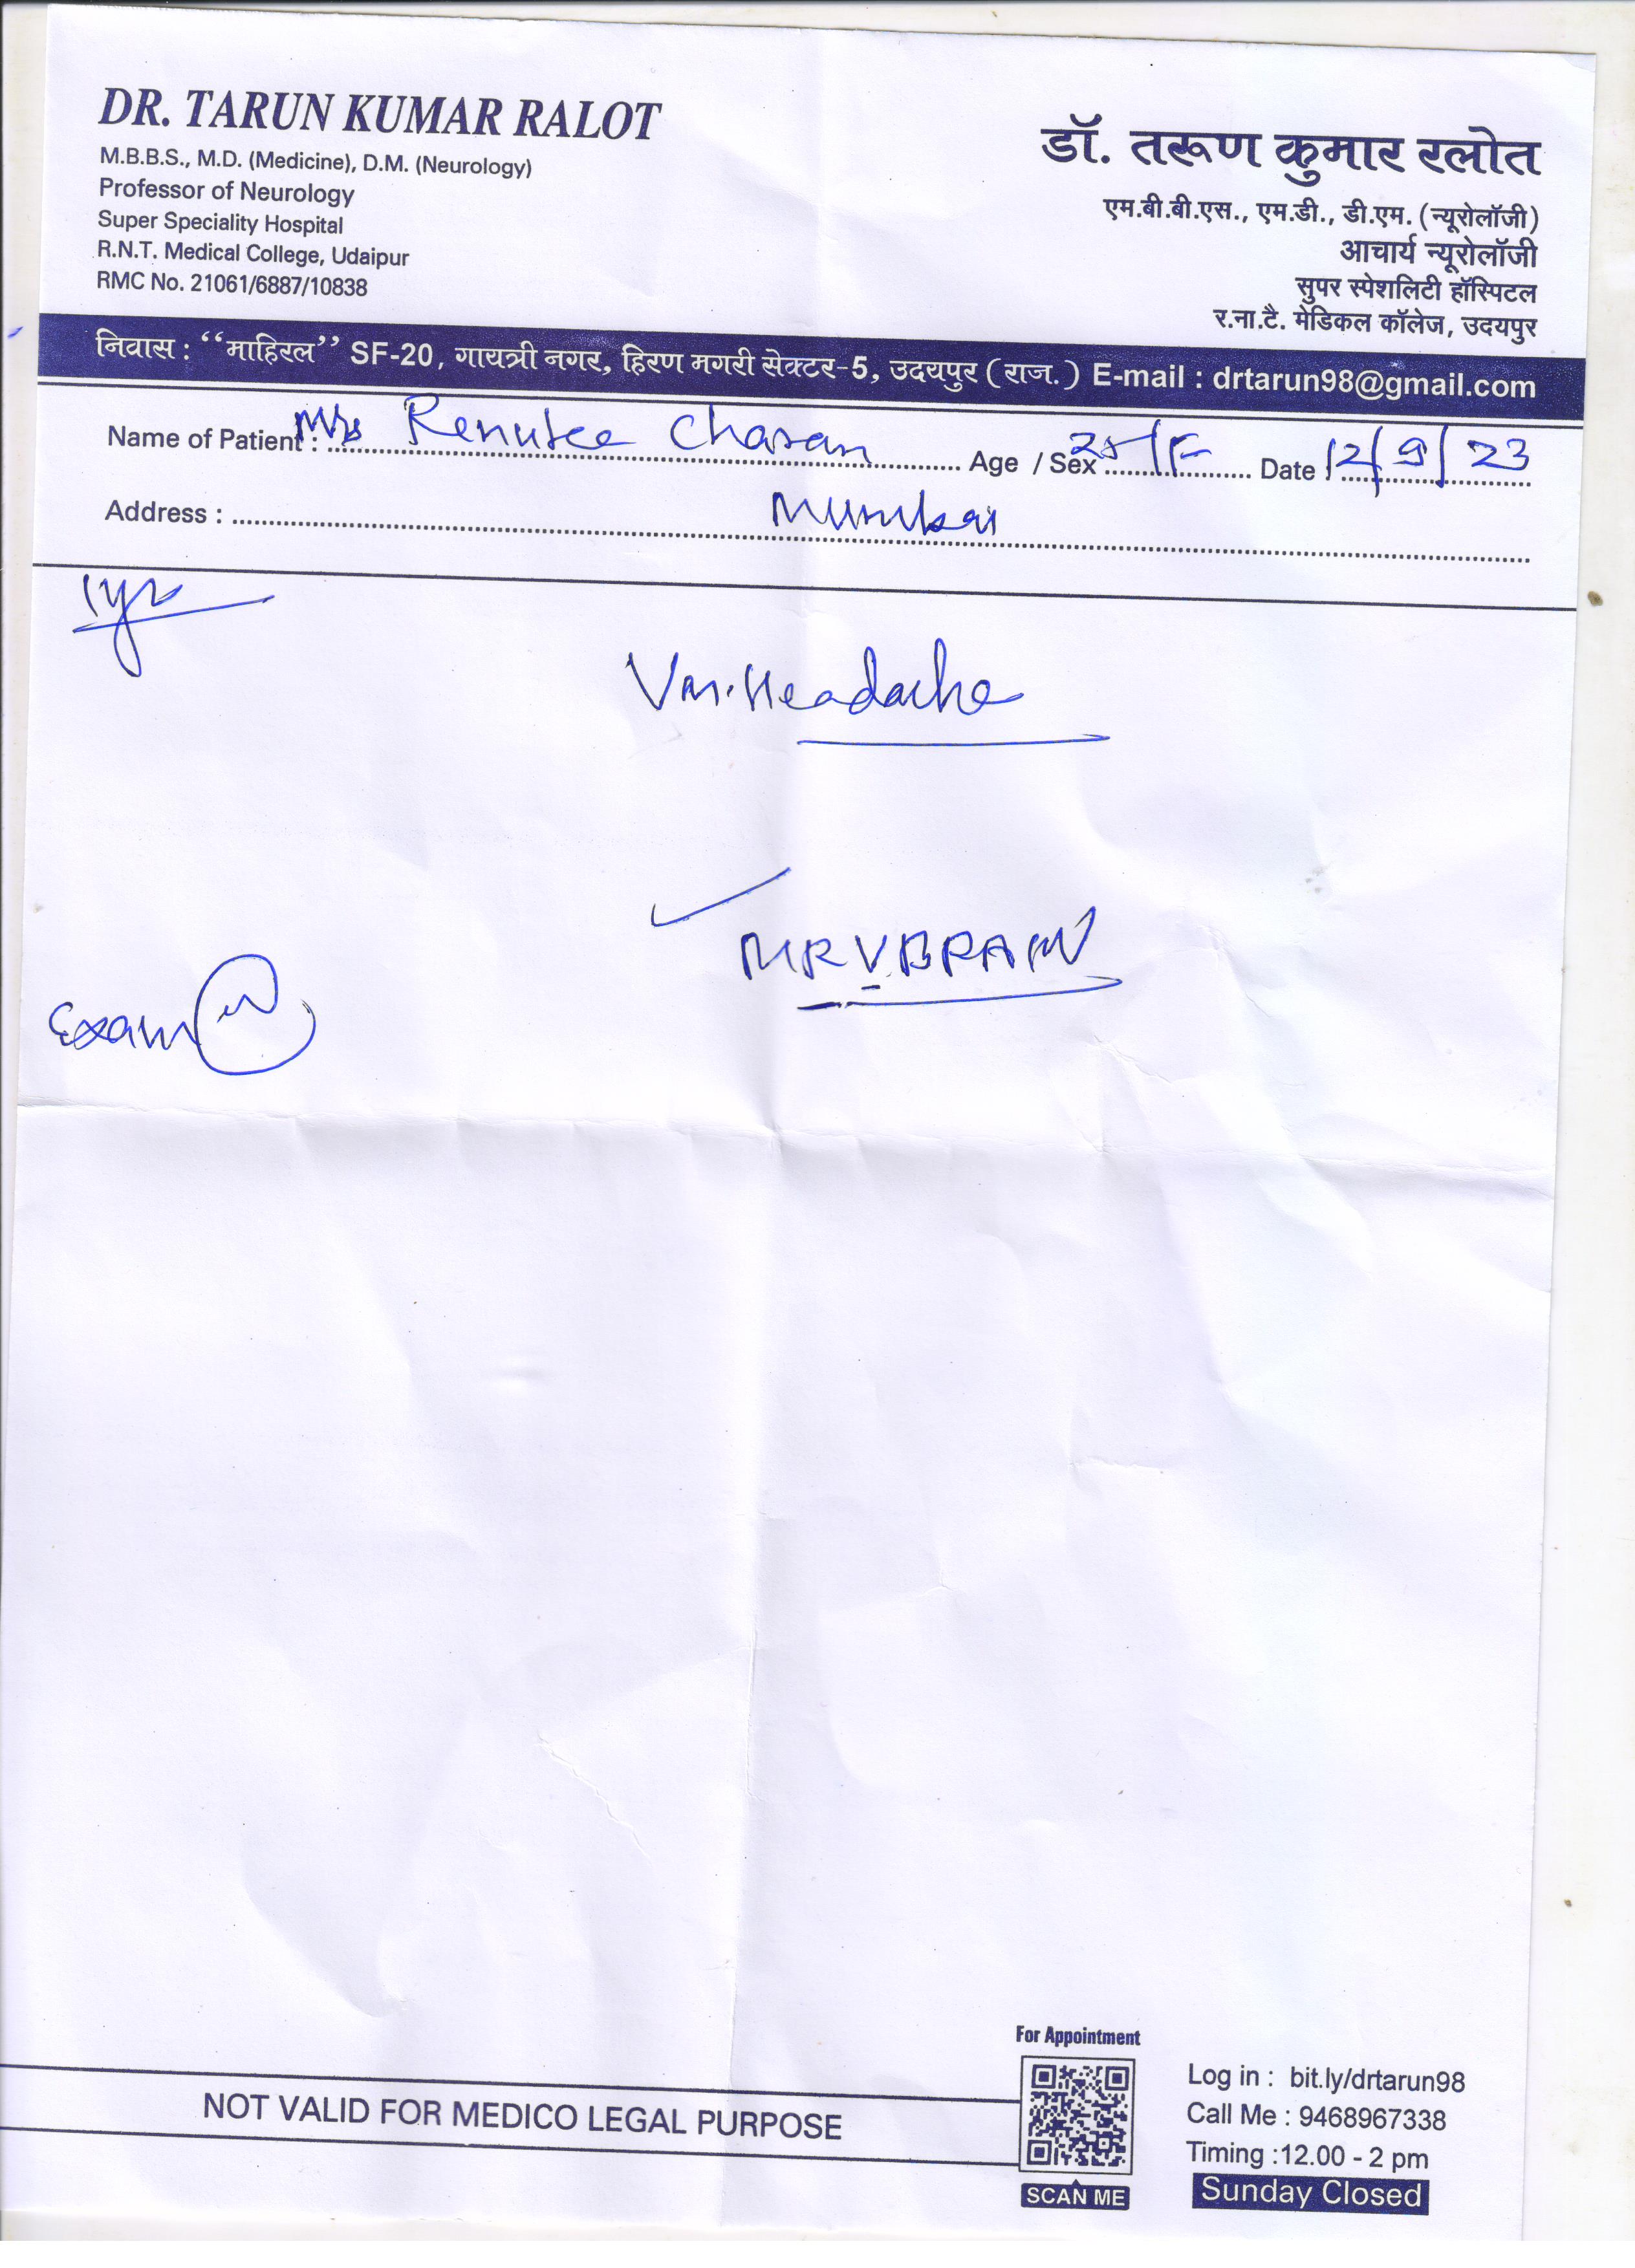 DR. TARUN KUMAR RALOT
M.B.B.S., M.D. (Medicine), D.M. (Neurology)
Professor of Neurology
Super Speciality Hospital
R.N.T. Medical College, Udaipur
RMC No. 21061/6887/10838
डॉ. तरूण कुमार रलोत
एम.बी.बी.एस., एम.डी., डी.एम. (न्यूरोलॉजी)
आचार्य न्यूरोलॉजी
सुपर स्पेशलिटी हॉस्पिटल
र.ना.टै. मेडिकल कॉलेज, उदयपुर
निवास : “माहिरल” SF-20, गायत्री नगर, हिरण मगरी सेक्टर-5, उदयपुर (राज.) E-mail : drtarun98@gmail.com
Name of Patient : Mrs Renukee Charan Age / Sex /F Date 12/9/23
Address : Mumbai
1yr
Headache
MRV BRAIN
Exam
For Appointment
NOT VALID FOR MEDICO LEGAL PURPOSE
SCAN ME
Log in : bit.ly/drtarun98
Call Me : 9468967338
Timing :12.00 - 2 pm
Sunday Closed